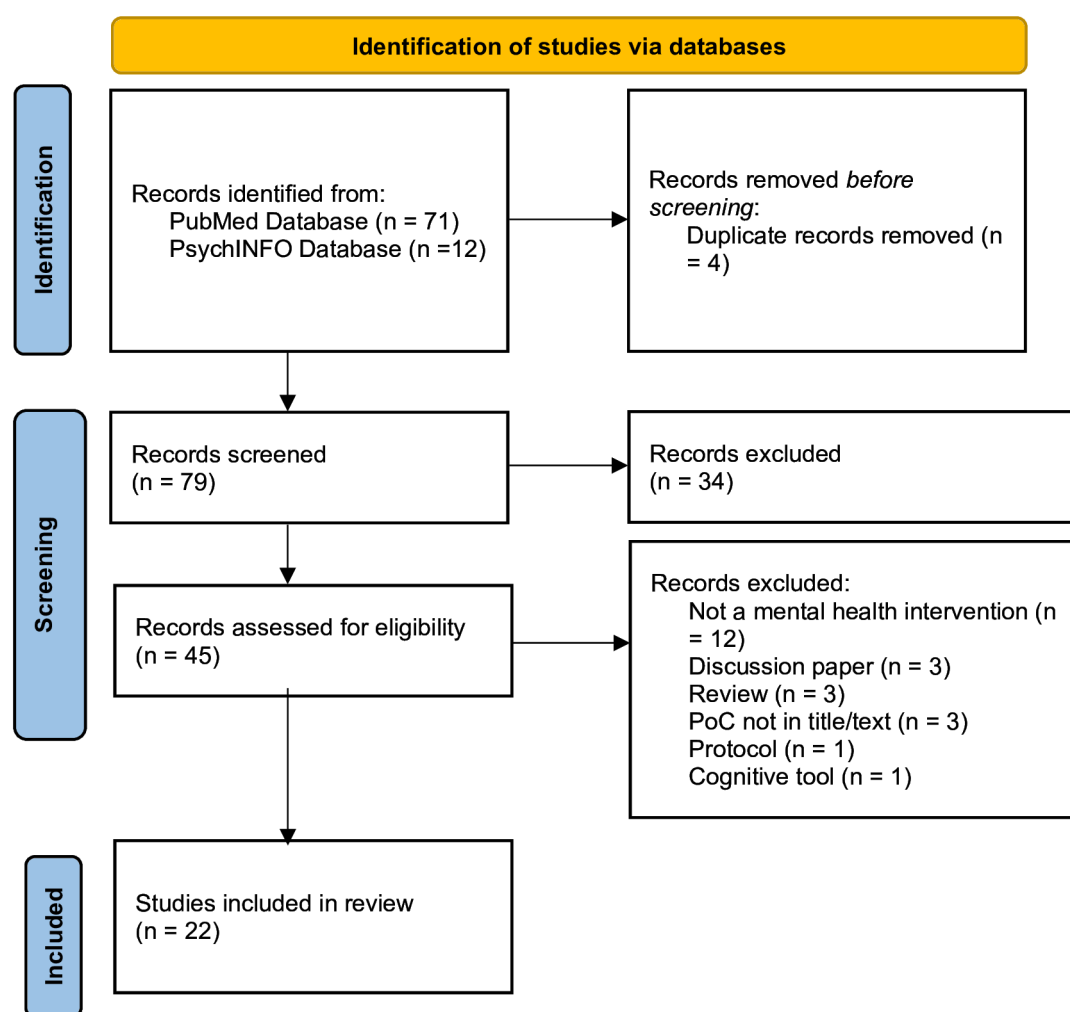 Identification of studies via databases
Identification
Records identified from:
PubMed Database (n = 71)
PsychINFO Database (n =12)
Records removed before
screening:
Duplicate records removed (n
= 4)
Screening
Records screened
(n = 79)
Records excluded
(n = 34)
Records assessed for eligibility
(n = 45)
Records excluded:
Not a mental health intervention (n
= 12)
Discussion paper (n = 3)
Review (n = 3)
PoC not in title/text (n = 3)
Protocol (n = 1)
Cognitive tool (n = 1)
Included
Studies included in review
(n = 22)